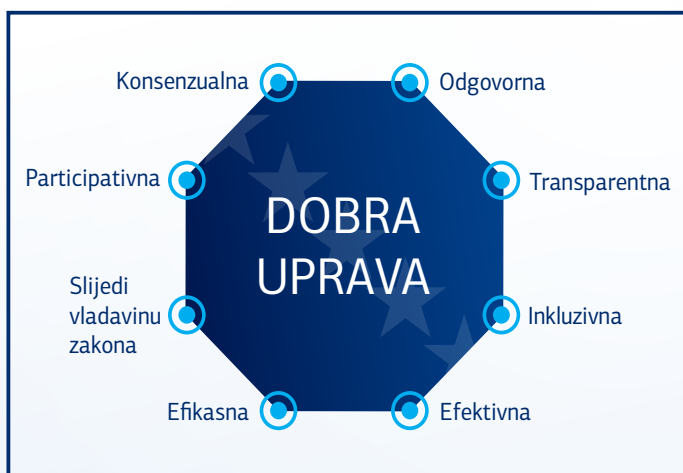 Konsenzualna
Odgovorna
Participativna
Transparentna
DOBRA
UPRAVA
Slijedi
vladavinu
zakona
Inkluzivna
Efikasna
Efektivna